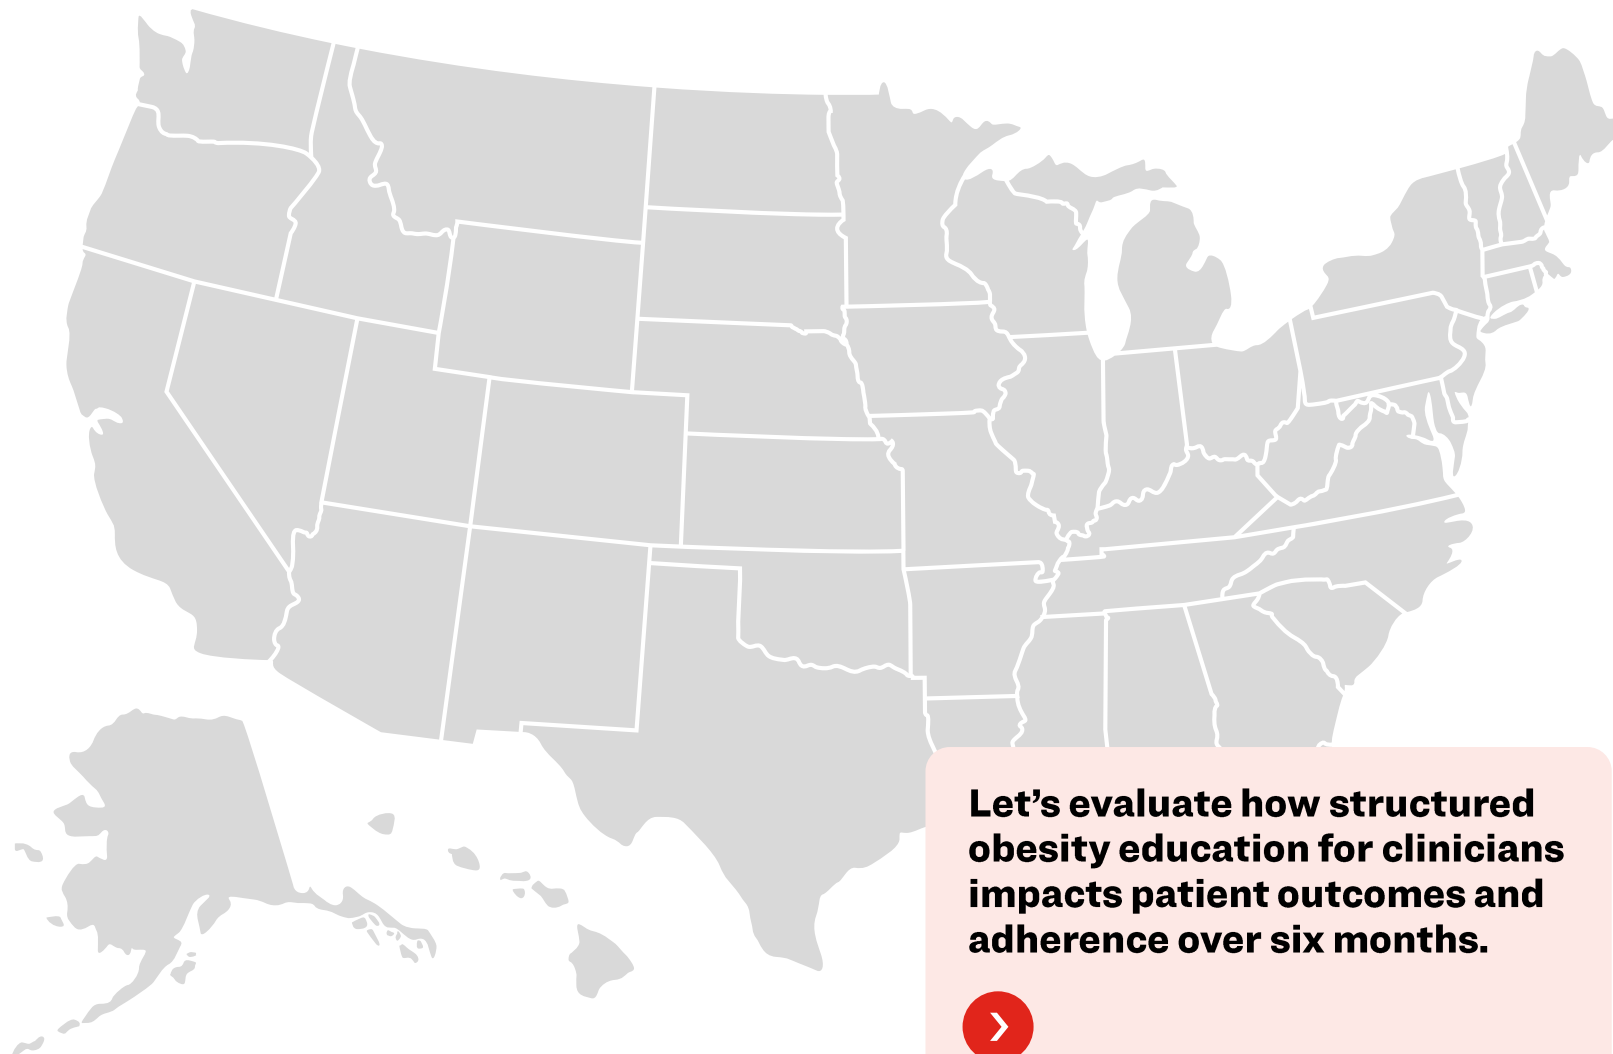 Let’s evaluate how structured
obesity education for clinicians
impacts patient outcomes and
adherence over six months.